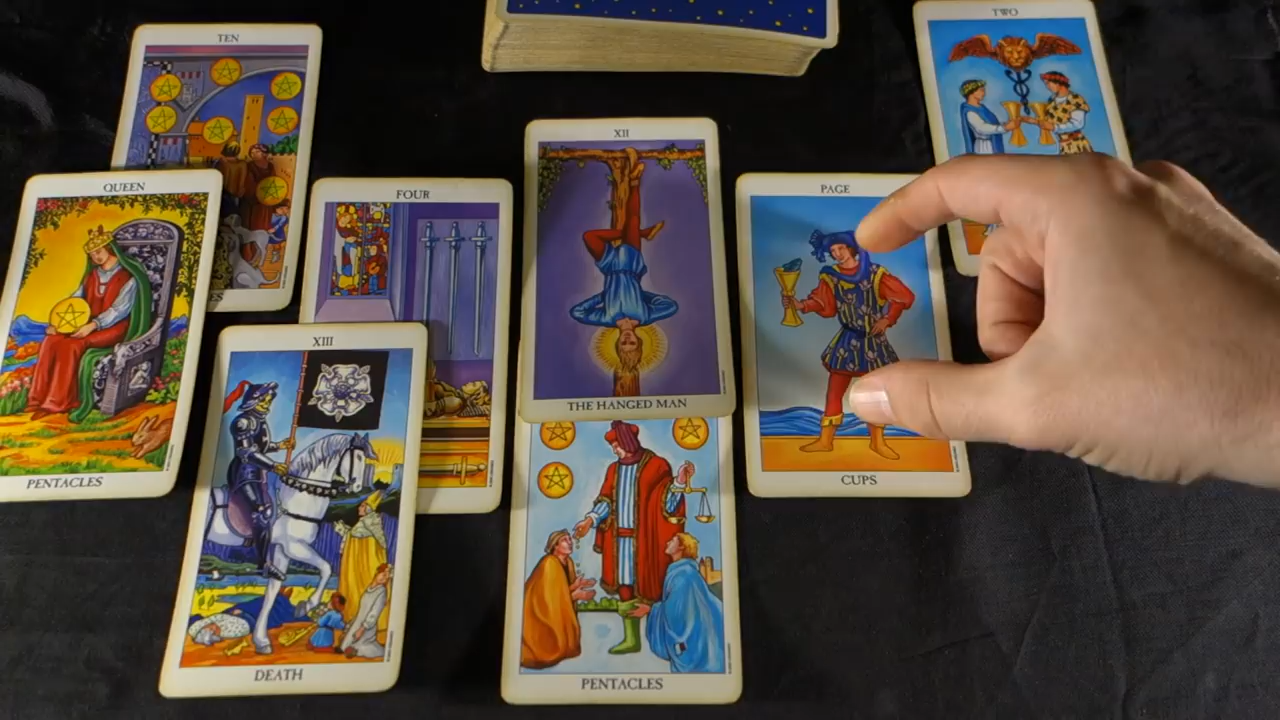 TEN
TWO
XII
QUEEN
FOUR
PAGE
XIII
THE HANGED MAN
PENTACLES
CUPS
DEATH
PENTACLES